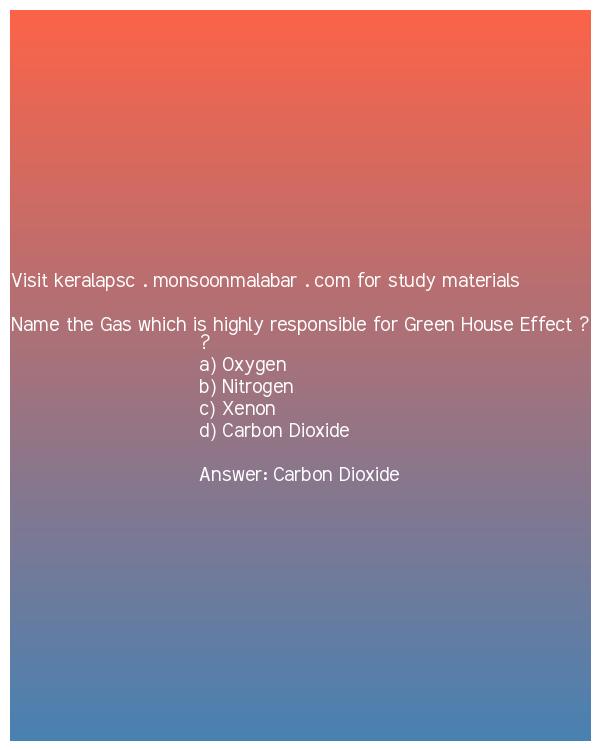 Visit keralapsc . monsoonmalabar . com for study materials
Name the Gas which is highly responsible for Green House Effect ?
?
a) Oxygen
b) Nitrogen
c) Xenon
d) Carbon Dioxide
Answer: Carbon Dioxide